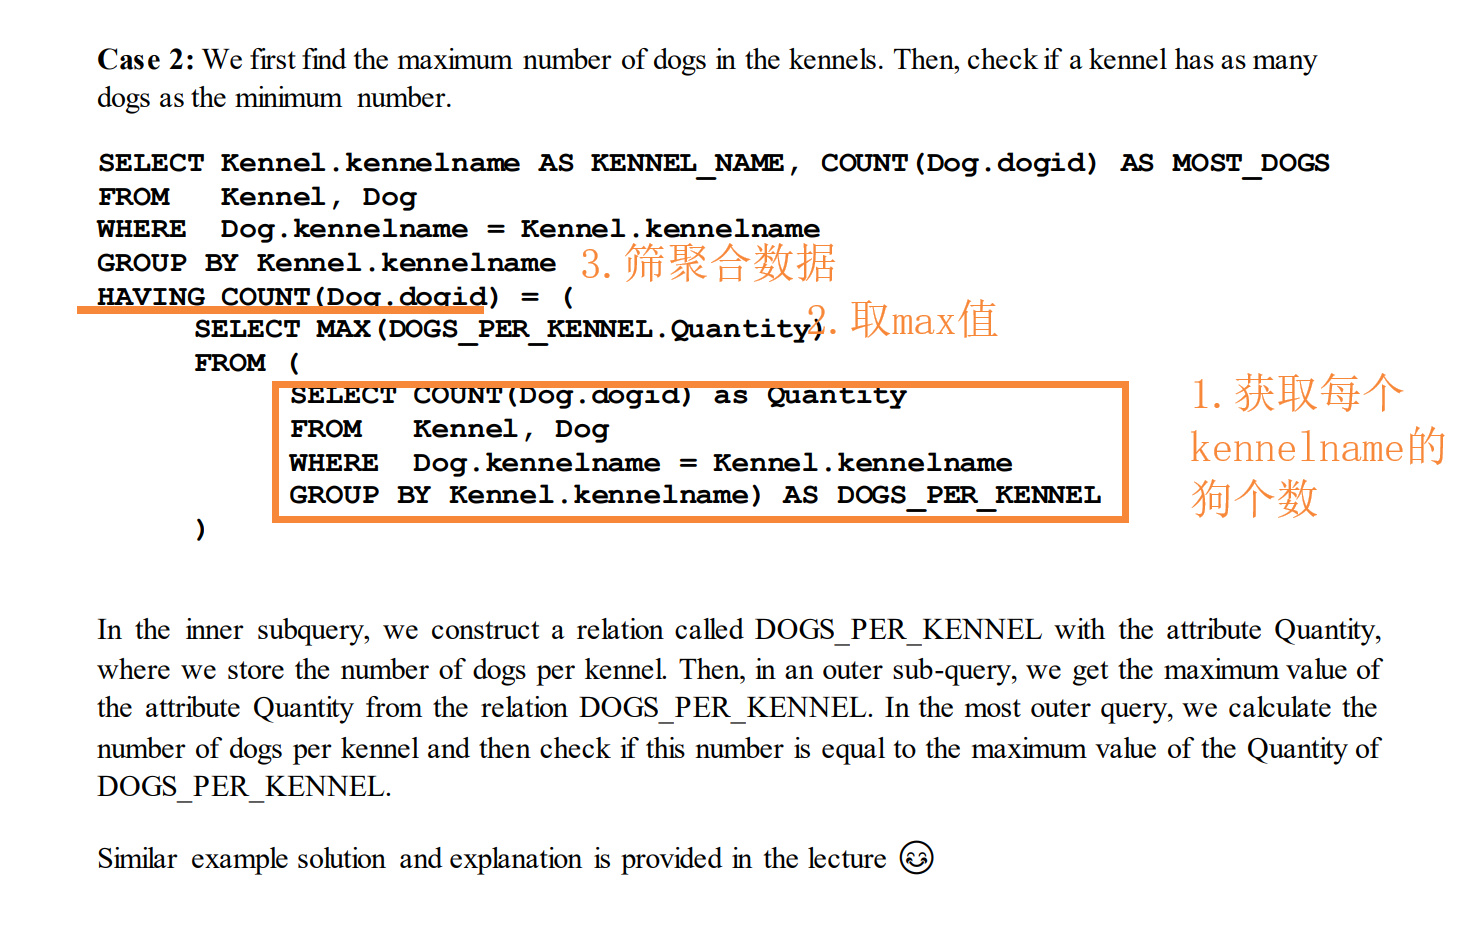 Case 2: We first find the maximum number of dogs in the kennels. Then, check if a kennel has as many
dogs as the minimum number.
SELECT Kennel.kennelname AS KENNEL_NAME, COUNT(Dog.dogid) AS MOST_DOGS
FROM Kennel, Dog
WHERE Dog.kennelname = Kennel.kennelname
GROUP BY Kennel.kennelname
3. 筛聚合数据
HAVING COUNT(Dog.dogid) = (
SELECT MAX(DOGS_PER_KENNEL.Quantity)
2. 取max值
FROM (
SELECT COUNT(Dog.dogid) as Quantity
FROM Kennel, Dog
WHERE Dog.kennelname = Kennel.kennelname
GROUP BY Kennel.kennelname) AS DOGS_PER_KENNEL
)
1. 获取每个
kennelname的
狗个数
In the inner subquery, we construct a relation called DOGS_PER_KENNEL with the attribute Quantity,
where we store the number of dogs per kennel. Then, in an outer sub-query, we get the maximum value of
the attribute Quantity from the relation DOGS_PER_KENNEL. In the most outer query, we calculate the
number of dogs per kennel and then check if this number is equal to the maximum value of the Quantity of
DOGS_PER_KENNEL.
Similar example solution and explanation is provided in the lecture 😊